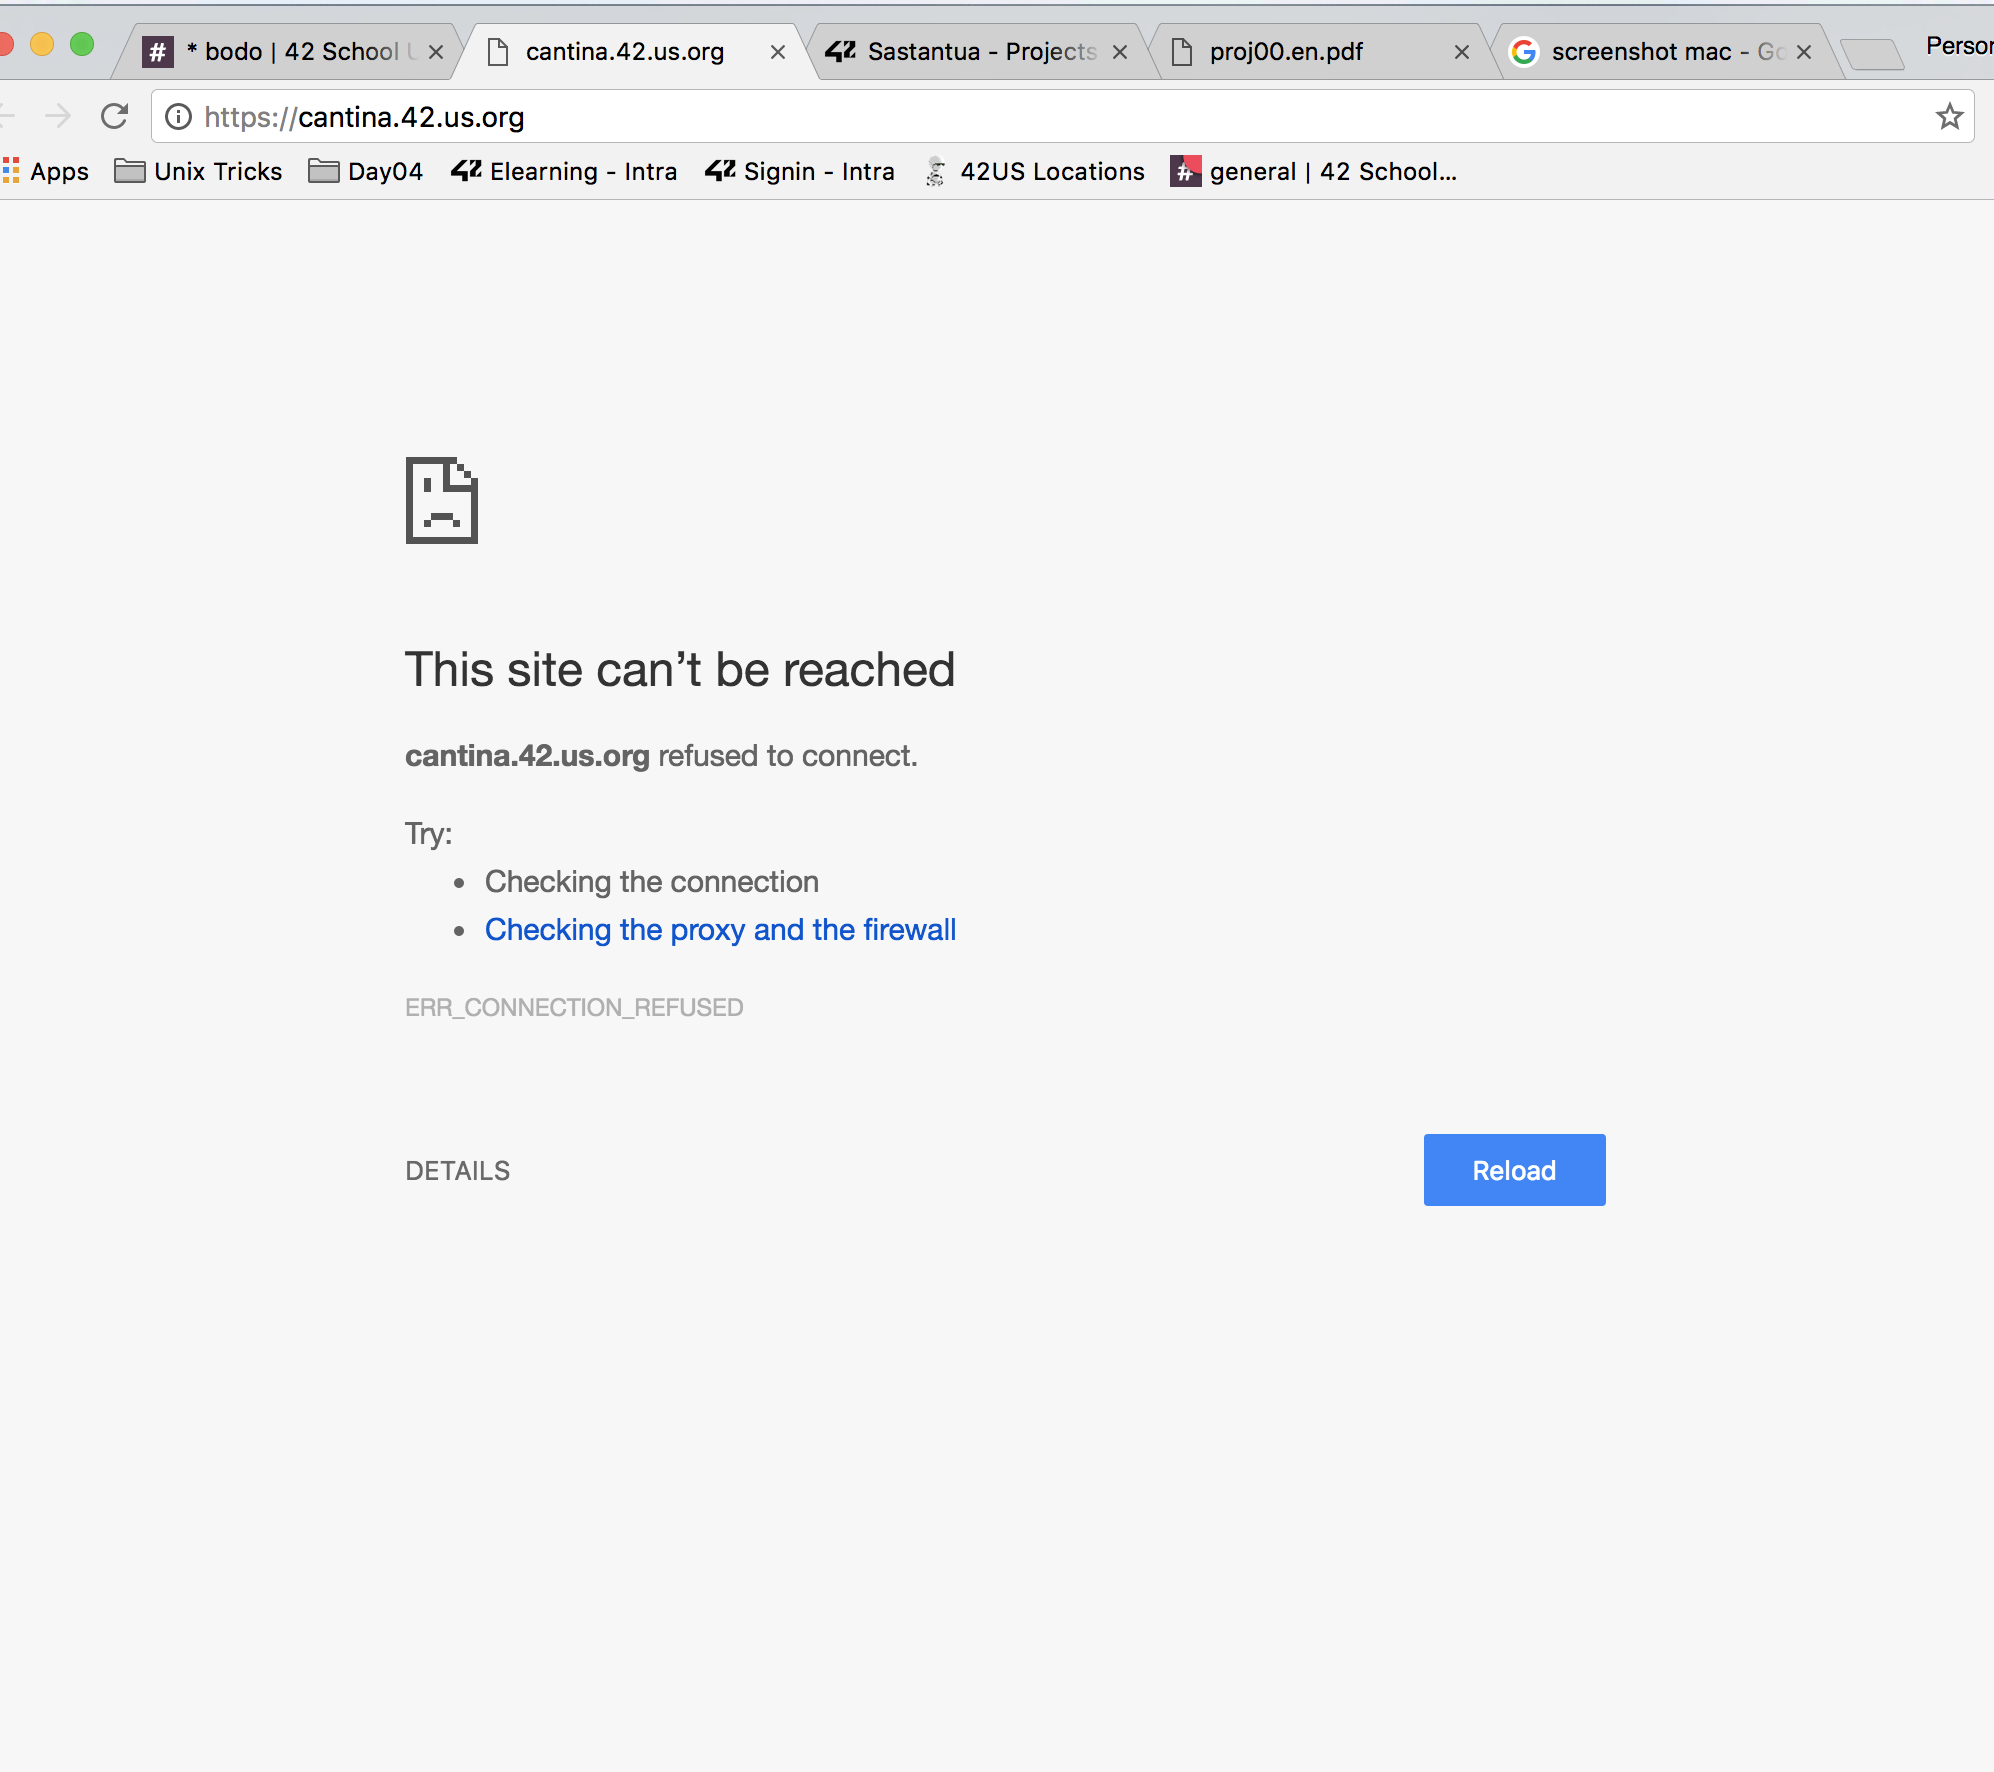 * bodo | 42 School U
cantina.42.us.org
42 Sastantua - Projects
proj00.en.pdf
screenshot mac - Go
Person
https://cantina.42.us.org
Apps
Unix Tricks
Day04
42 Elearning - Intra
42 Signin - Intra
42US Locations
general | 42 School...
This site can’t be reached
cantina.42.us.org refused to connect.
Try:
• Checking the connection
• Checking the proxy and the firewall
ERR_CONNECTION_REFUSED
DETAILS
Reload